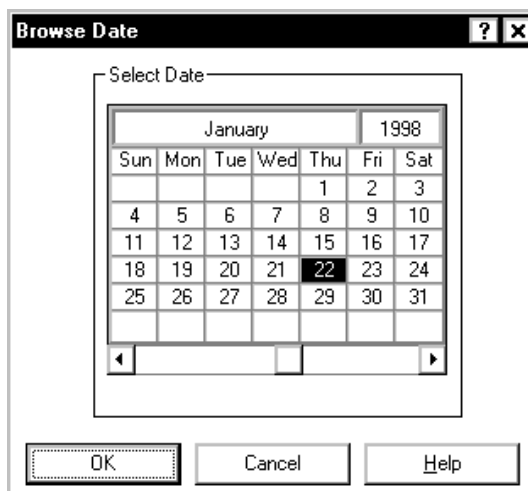 Browse Date ? X
Select Date
January 1998
Sun Mon Tue Wed Thu Fri Sat
1 2 3
4 5 6 7 8 9 10
11 12 13 14 15 16 17
18 19 20 21 22 23 24
25 26 27 28 29 30 31
OK Cancel Help